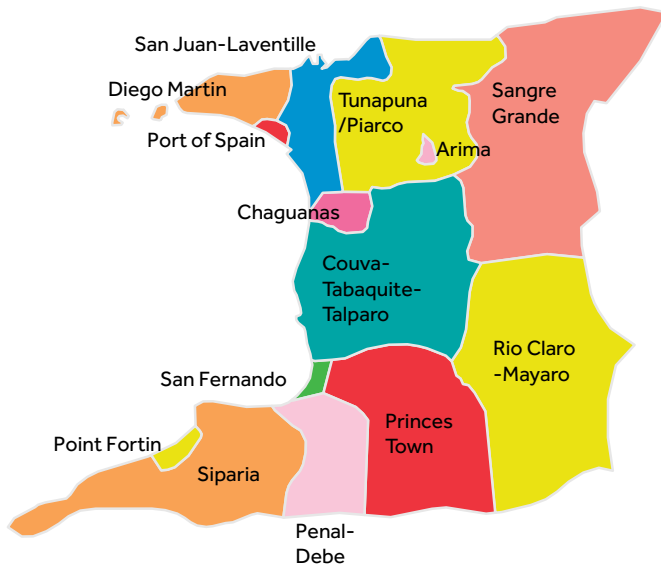 San Juan-Laventille
Diego Martin
Port of Spain
Tunapuna
/Piarco
Sangre
Grande
Arima
Chaguanas
Couva-
Tabaquite-
Talparo
Rio Claro
-Mayaro
San Fernando
Point Fortin
Siparia
Princes
Town
Penal-
Debe